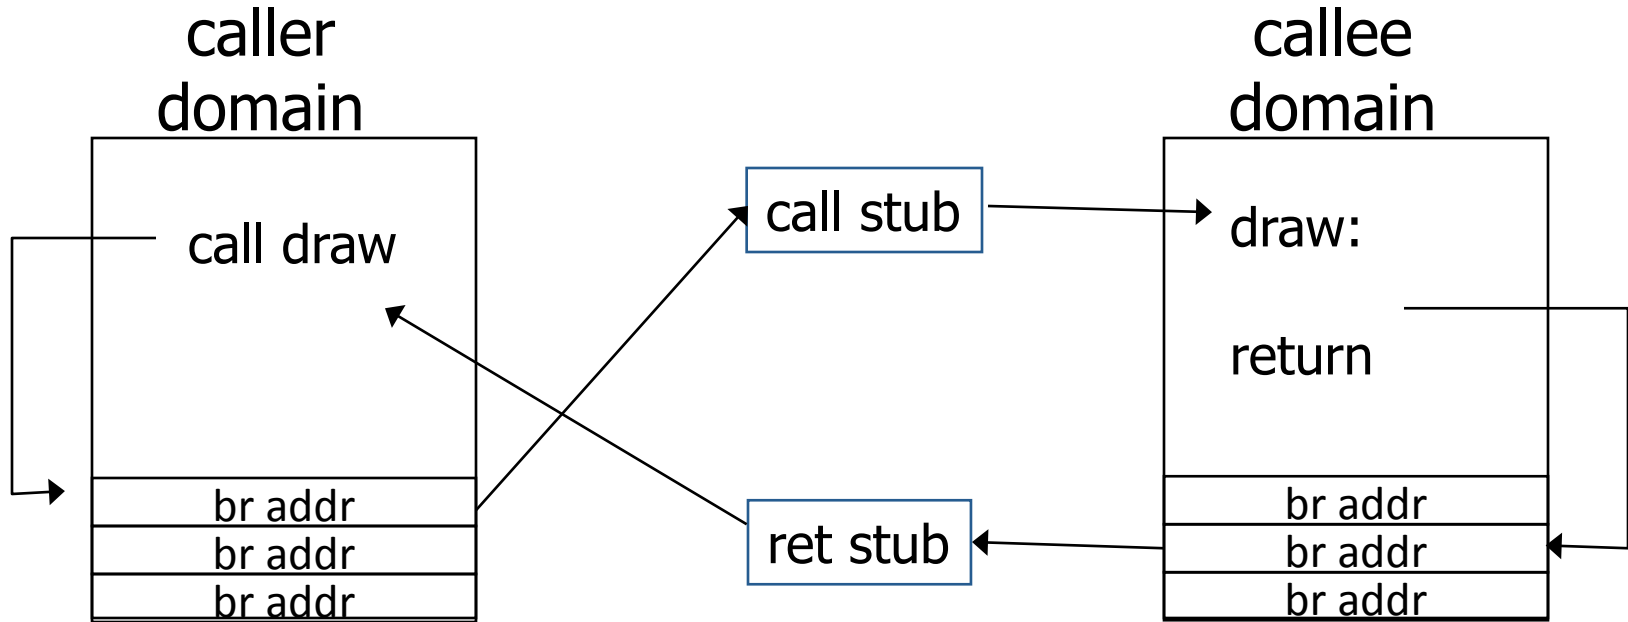 caller
domain
call draw
br addr
br addr
br addr
call stub
ret stub
callee
domain
draw:
return
br addr
br addr
br addr